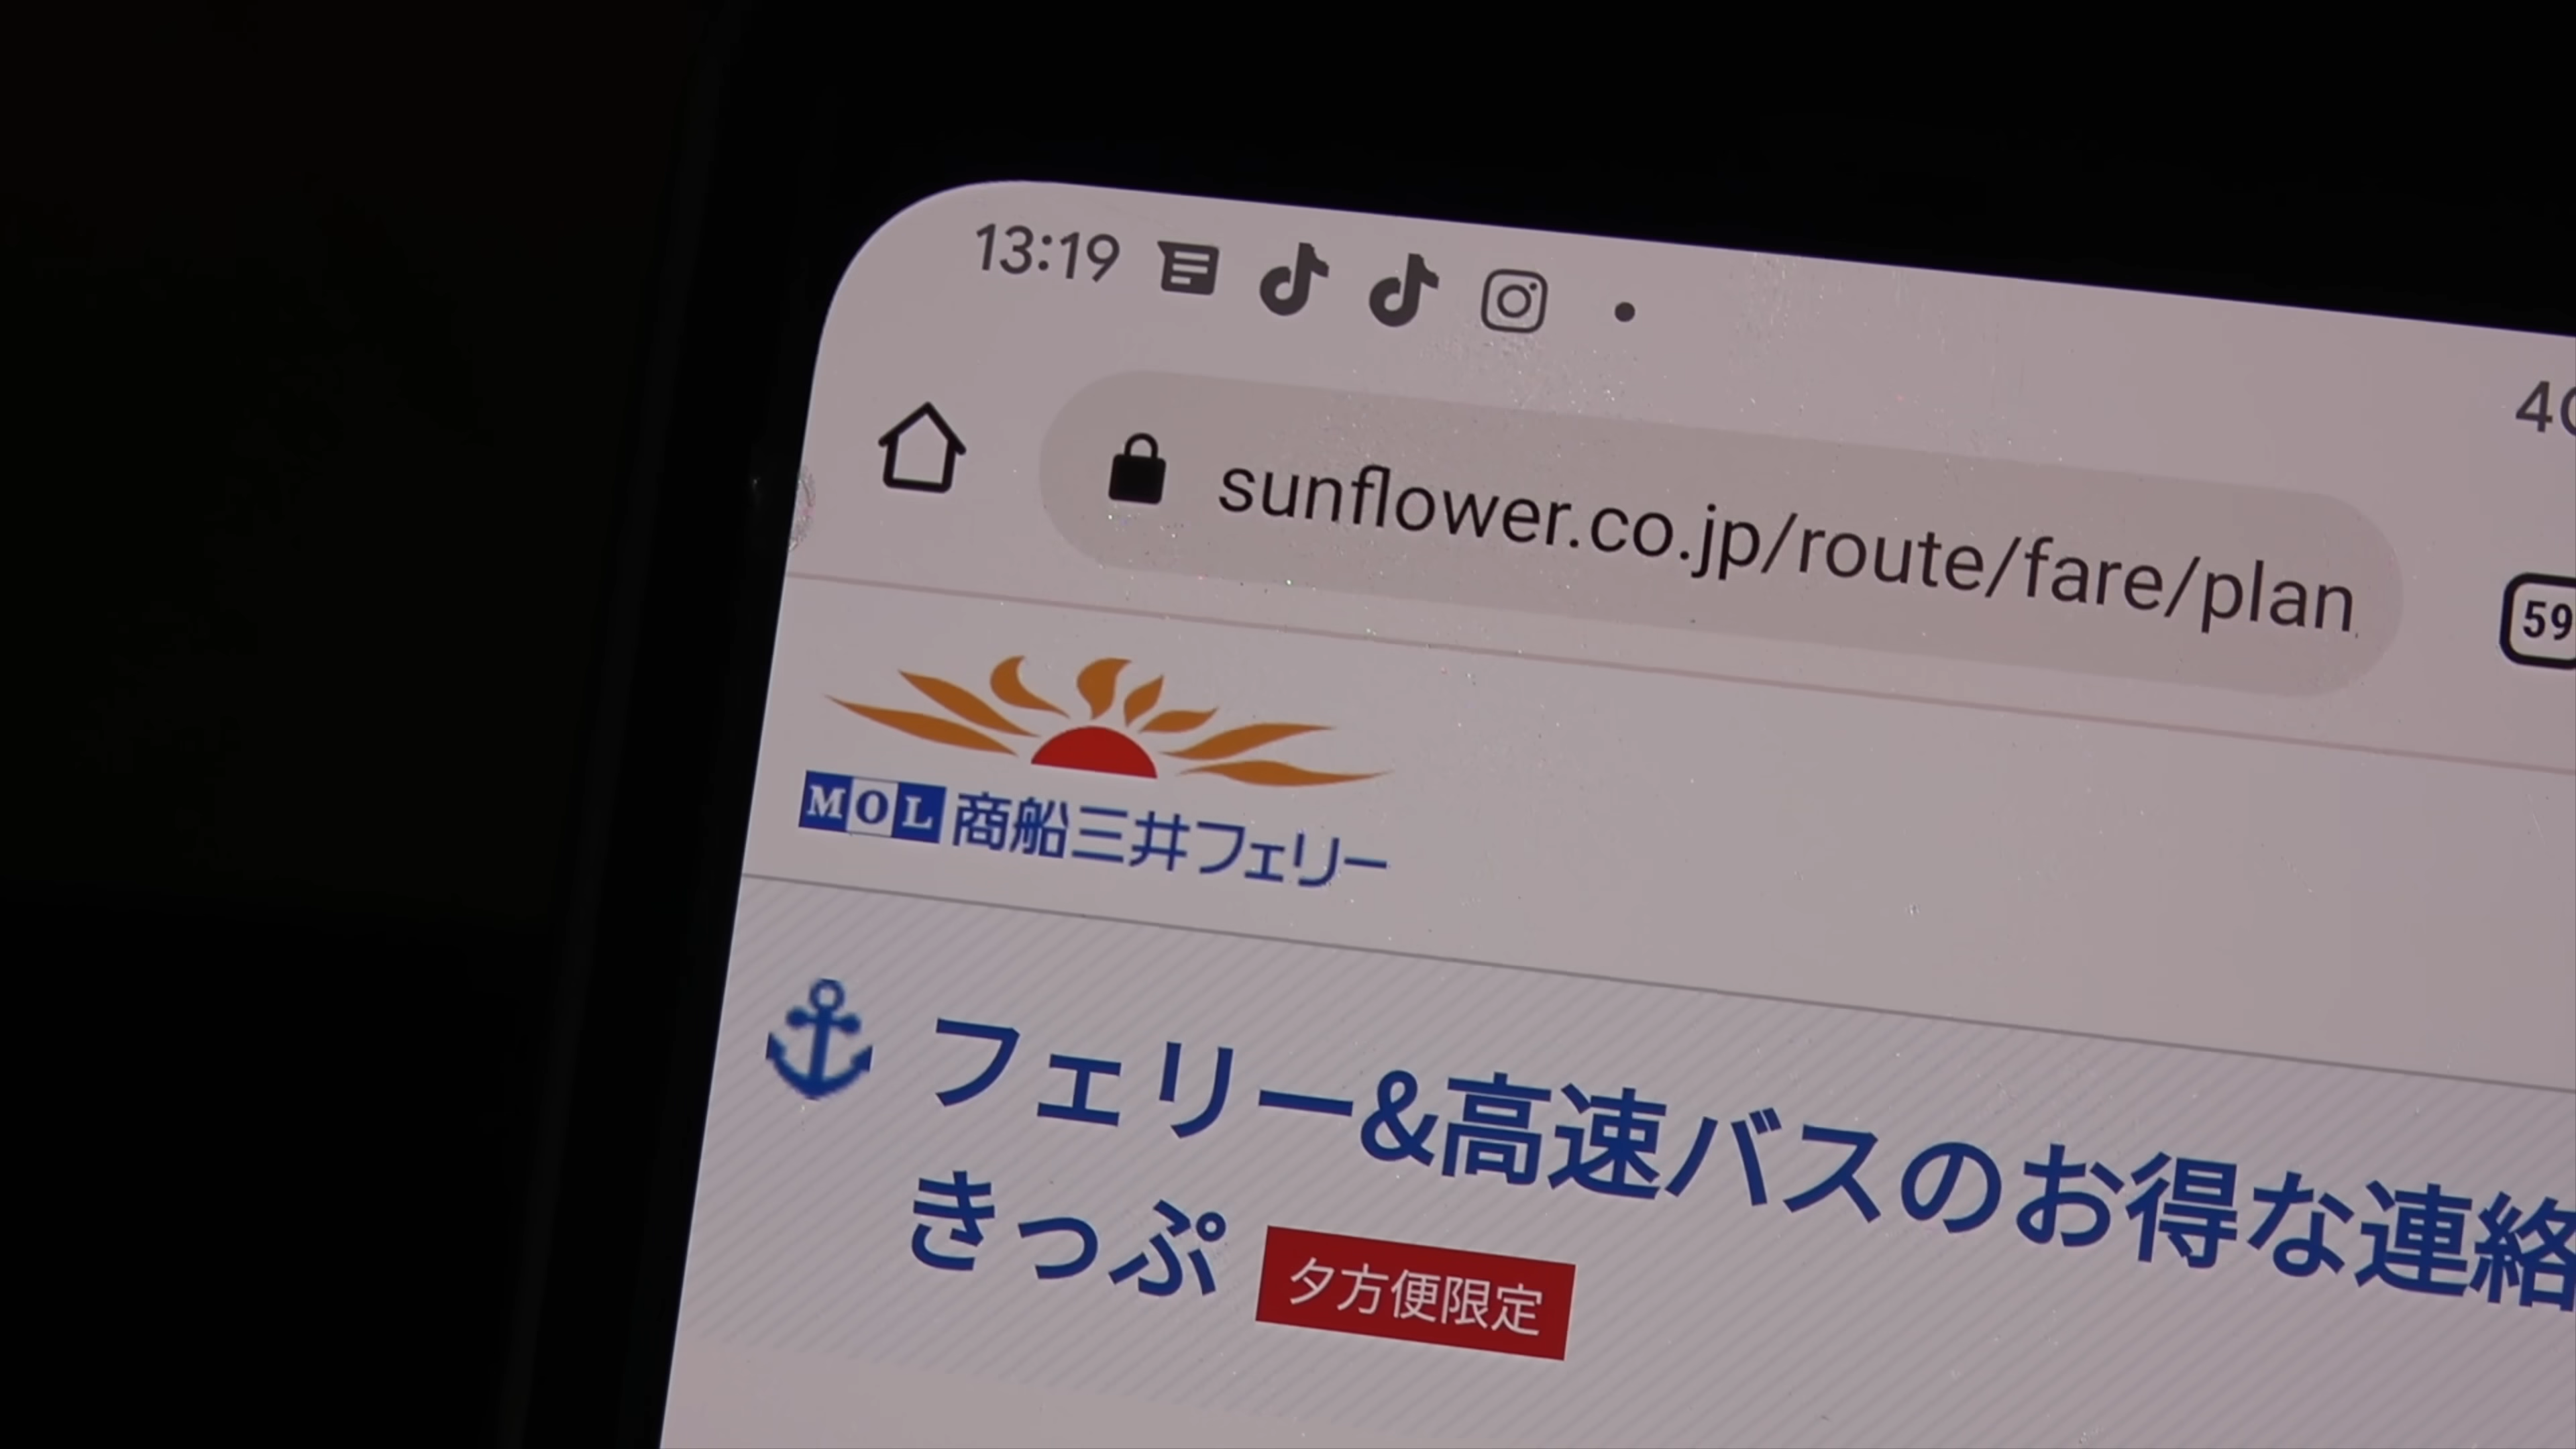 13:19
4G
sunflower.co.jp/route/fare/plan
59
MOL 商船三井フェリー
フェリー&高速バスのお得な連絡
きっぷ 夕方便限定